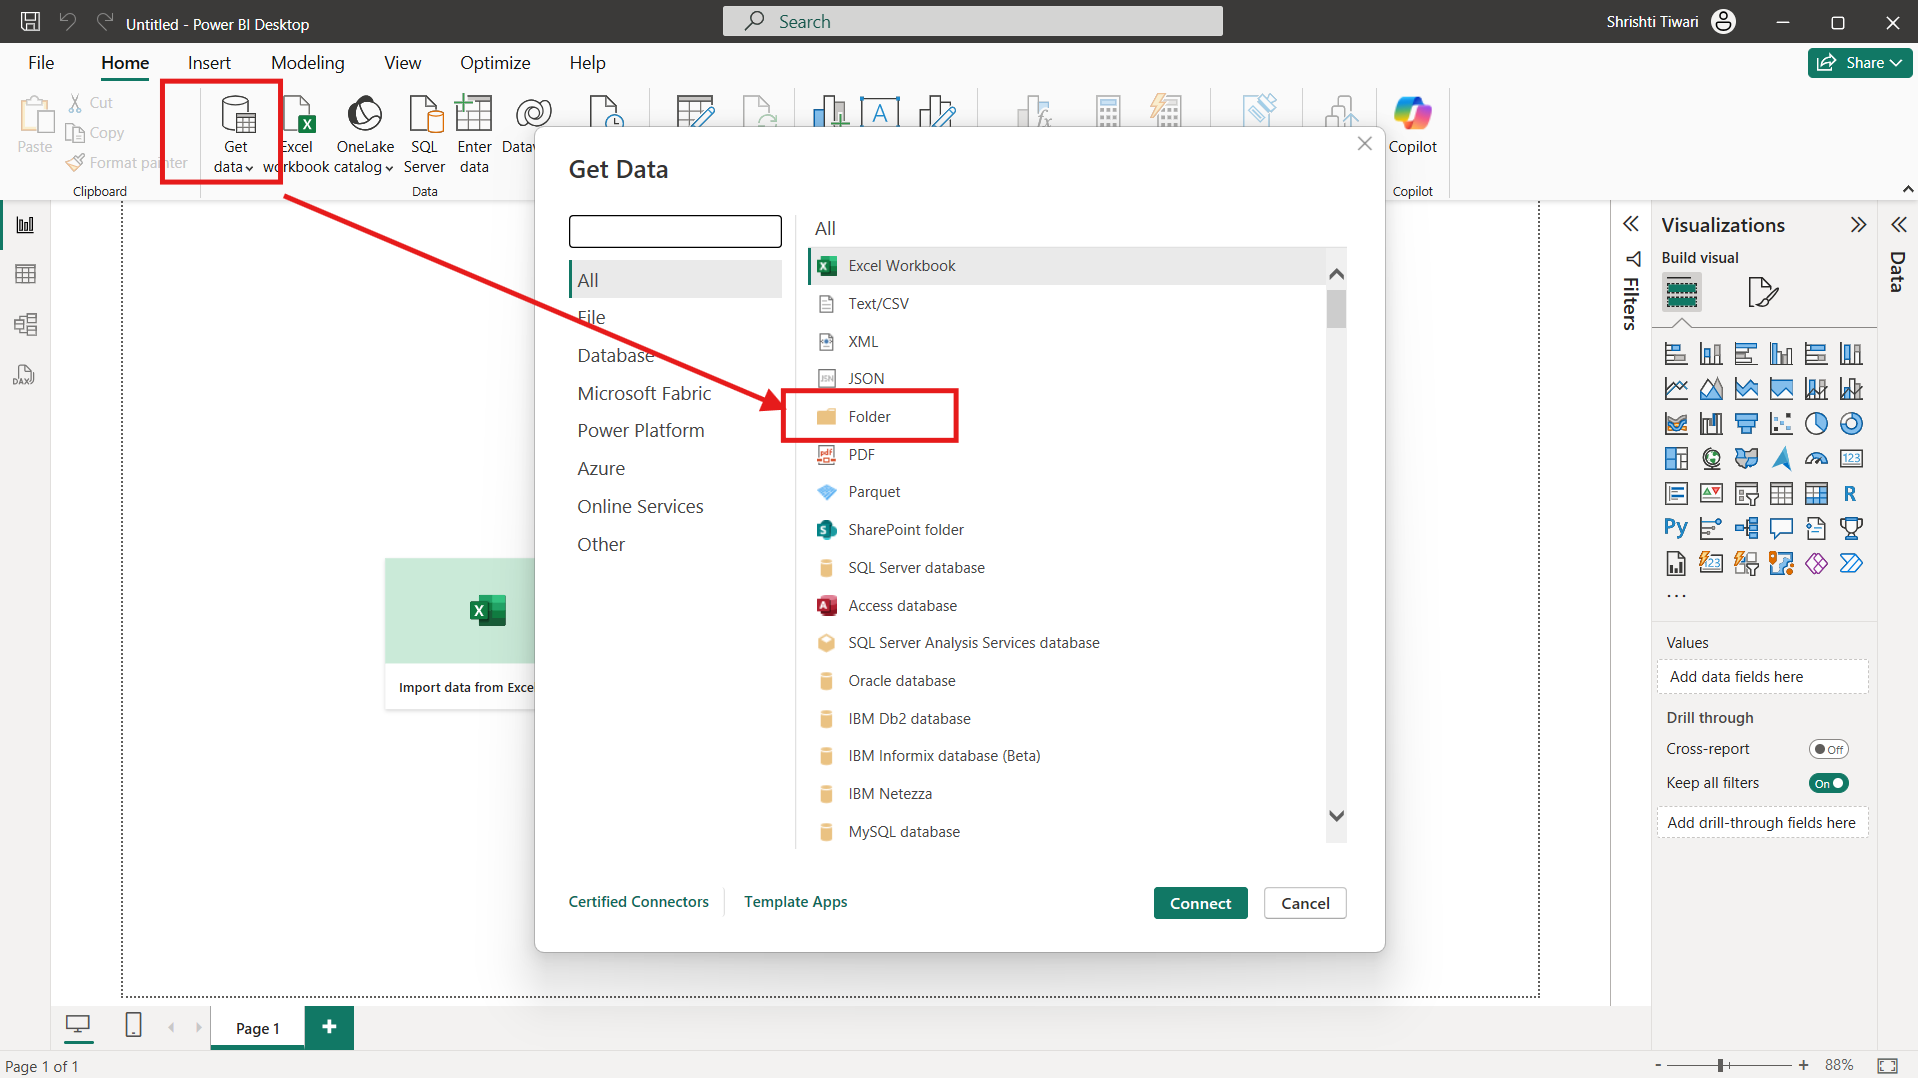 Untitled - Power BI Desktop
Search
Shrishti Tiwari
File
Home
Insert
Modeling
View
Optimize
Help
Share
Paste
Cut
Copy
Format painter
Clipboard
Get data
Excel workbook
OneLake catalog
SQL Server
Enter data
Data
Copilot
Copilot
Get Data
All
File
Database
Microsoft Fabric
Power Platform
Azure
Online Services
Other
All
Excel Workbook
Text/CSV
XML
JSON
Folder
PDF
Parquet
SharePoint folder
SQL Server database
Access database
SQL Server Analysis Services database
Oracle database
IBM Db2 database
IBM Informix database (Beta)
IBM Netezza
MySQL database
Certified Connectors
Template Apps
Connect
Cancel
Import data from Exce
Filters
Visualizations
Build visual
123
R
Py
123
...
Values
Add data fields here
Drill through
Cross-report
Off
Keep all filters
On
Add drill-through fields here
Data
DAX
Page 1
Page 1 of 1
- + 88%